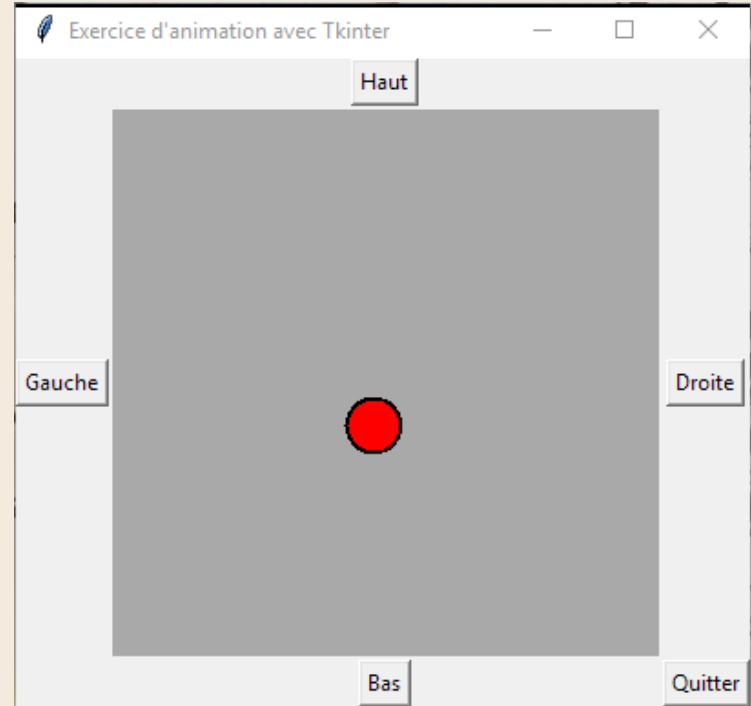 Exercice d'animation avec Tkinter
Haut
Gauche
Droite
Bas
Quitter